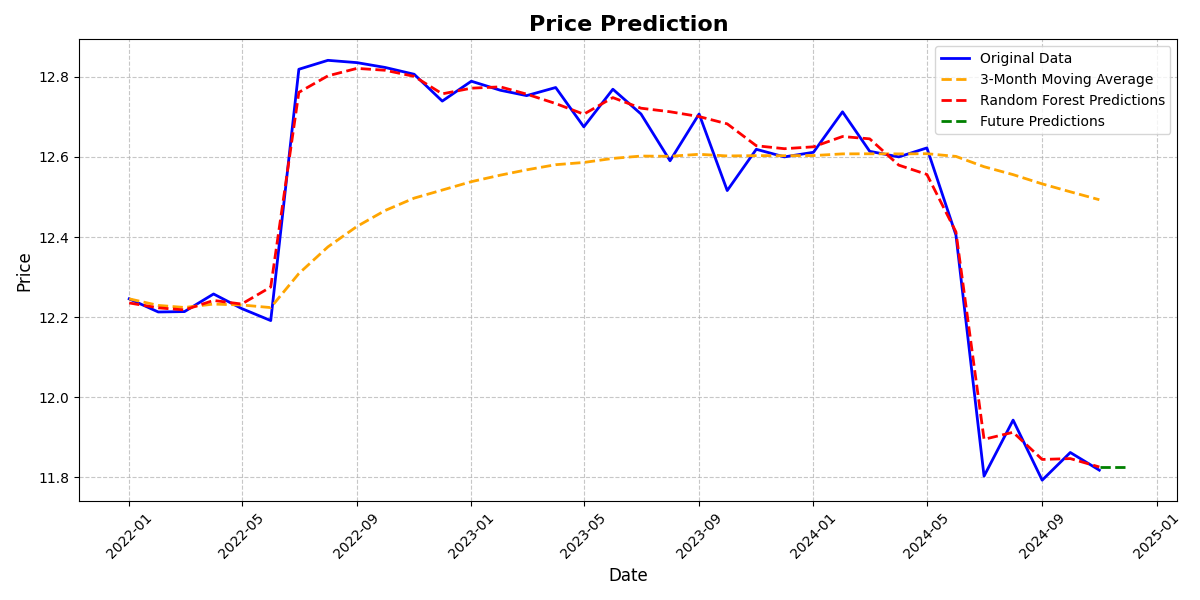 Price Prediction
Original Data
3-Month Moving Average
Random Forest Predictions
Future Predictions
Price
12.8
12.6
12.4
12.2
12.0
11.8
2022-01
2022-05
2022-09
2023-01
2023-05
2023-09
2024-01
2024-05
2024-09
2025-01
Date